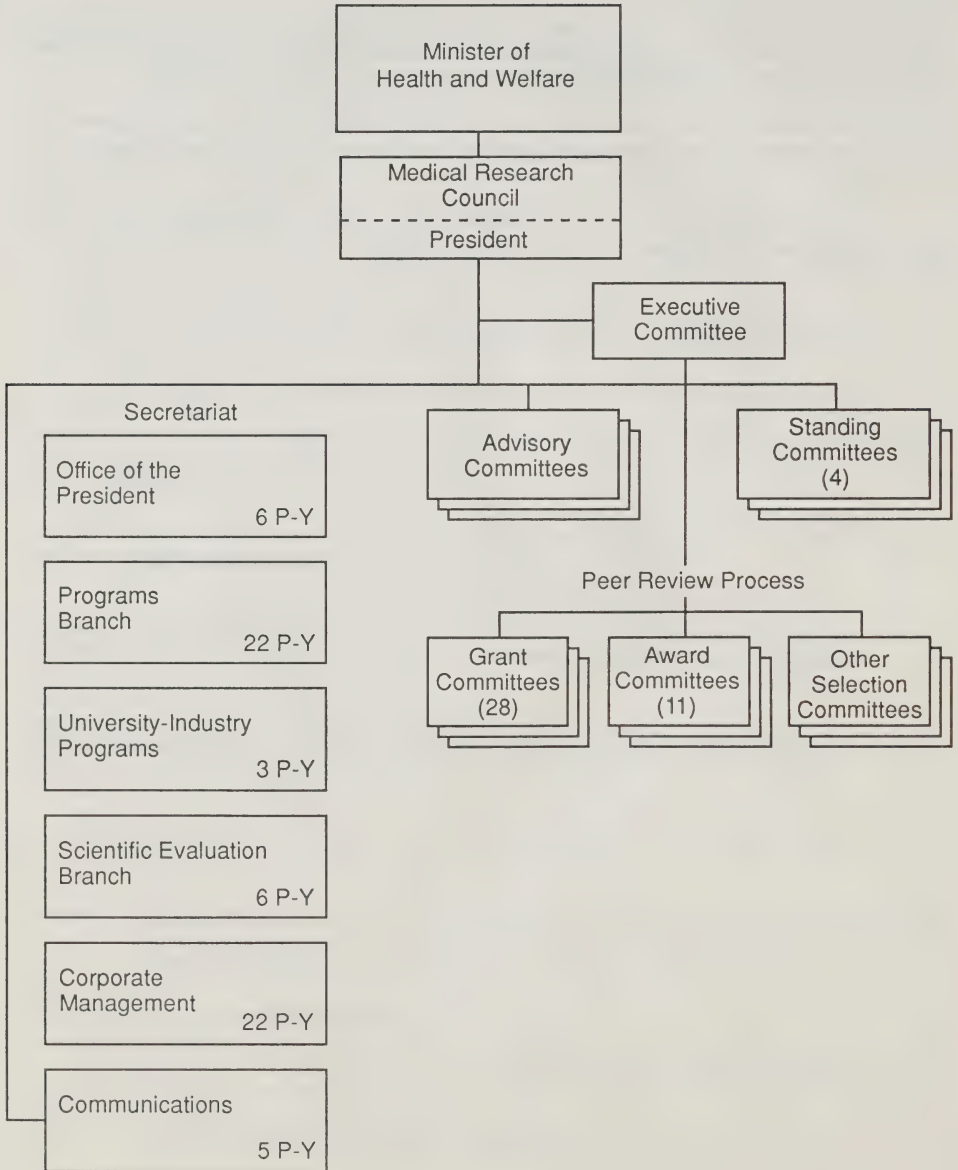 Minister of
Health and Welfare
Medical Research
Council
President
Executive
Committee
Secretariat
Office of the
President
6 P-Y
Programs
Branch
22 P-Y
University-Industry
Programs
3 P-Y
Scientific Evaluation
Branch
6 P-Y
Corporate
Management
22 P-Y
Communications
5 P-Y
Advisory
Committees
Standing
Committees
(4)
Peer Review Process
Grant
Committees
(28)
Award
Committees
(11)
Other
Selection
Committees